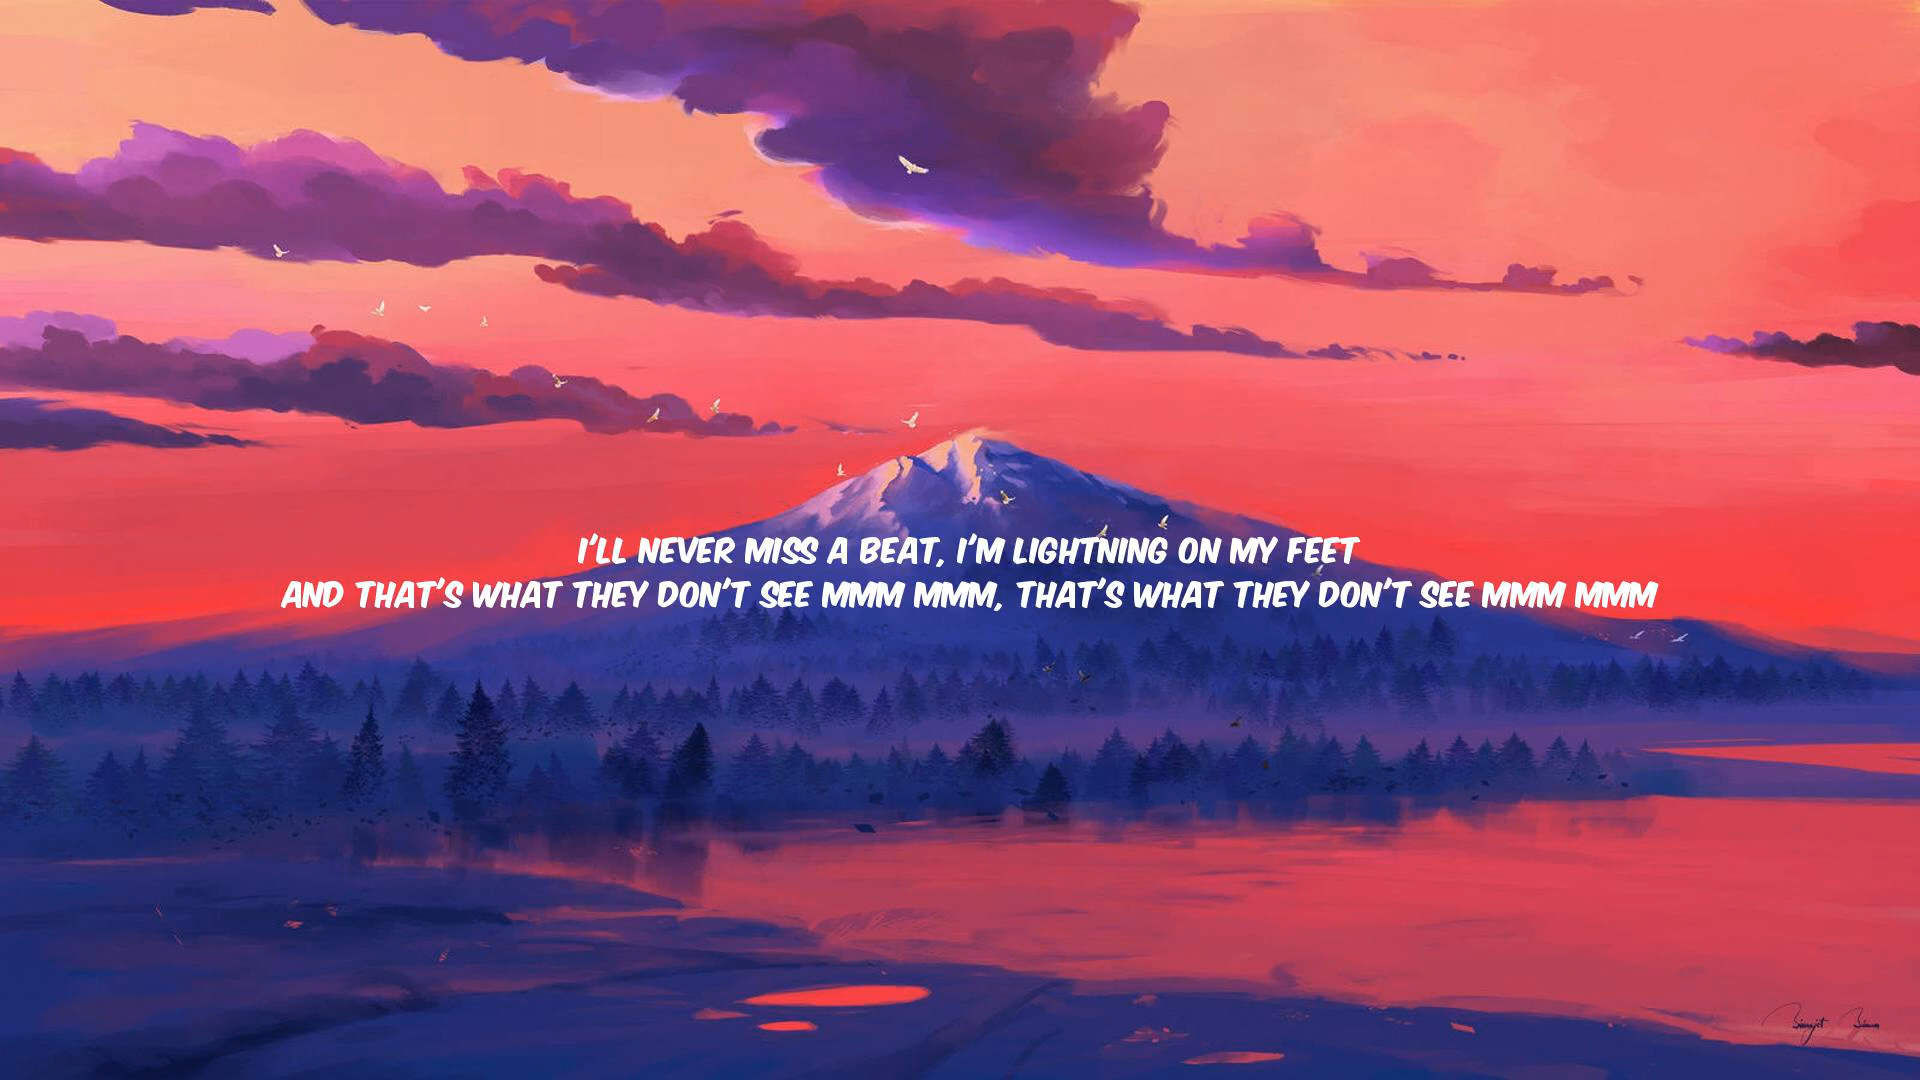 I'LL NEVER MISS A BEAT, I'M LIGHTNING ON MY FEET
AND THAT'S WHAT THEY DON'T SEE MMM MMM, THAT'S WHAT THEY DON'T SEE MMM MMM